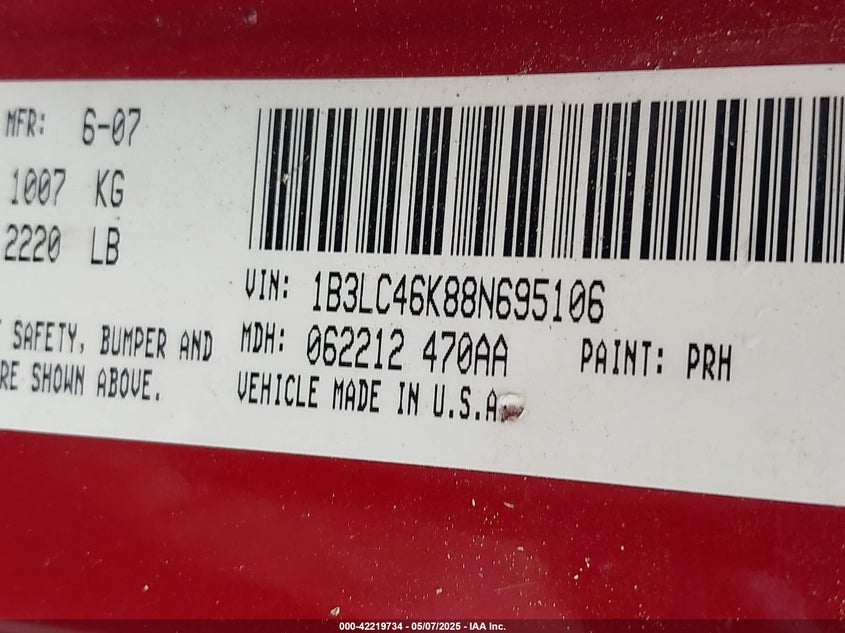 MFR: 6-07
1007 KG
2220 LB
VIN: 1B3LC46K88N695106
SAFETY, BUMPER AND
MDH: 062212 470AA PAINT: PRH
RE SHOWN ABOVE.
VEHICLE MADE IN U.S.A
000-42219734 - 05/07/2025 - IAA Inc.